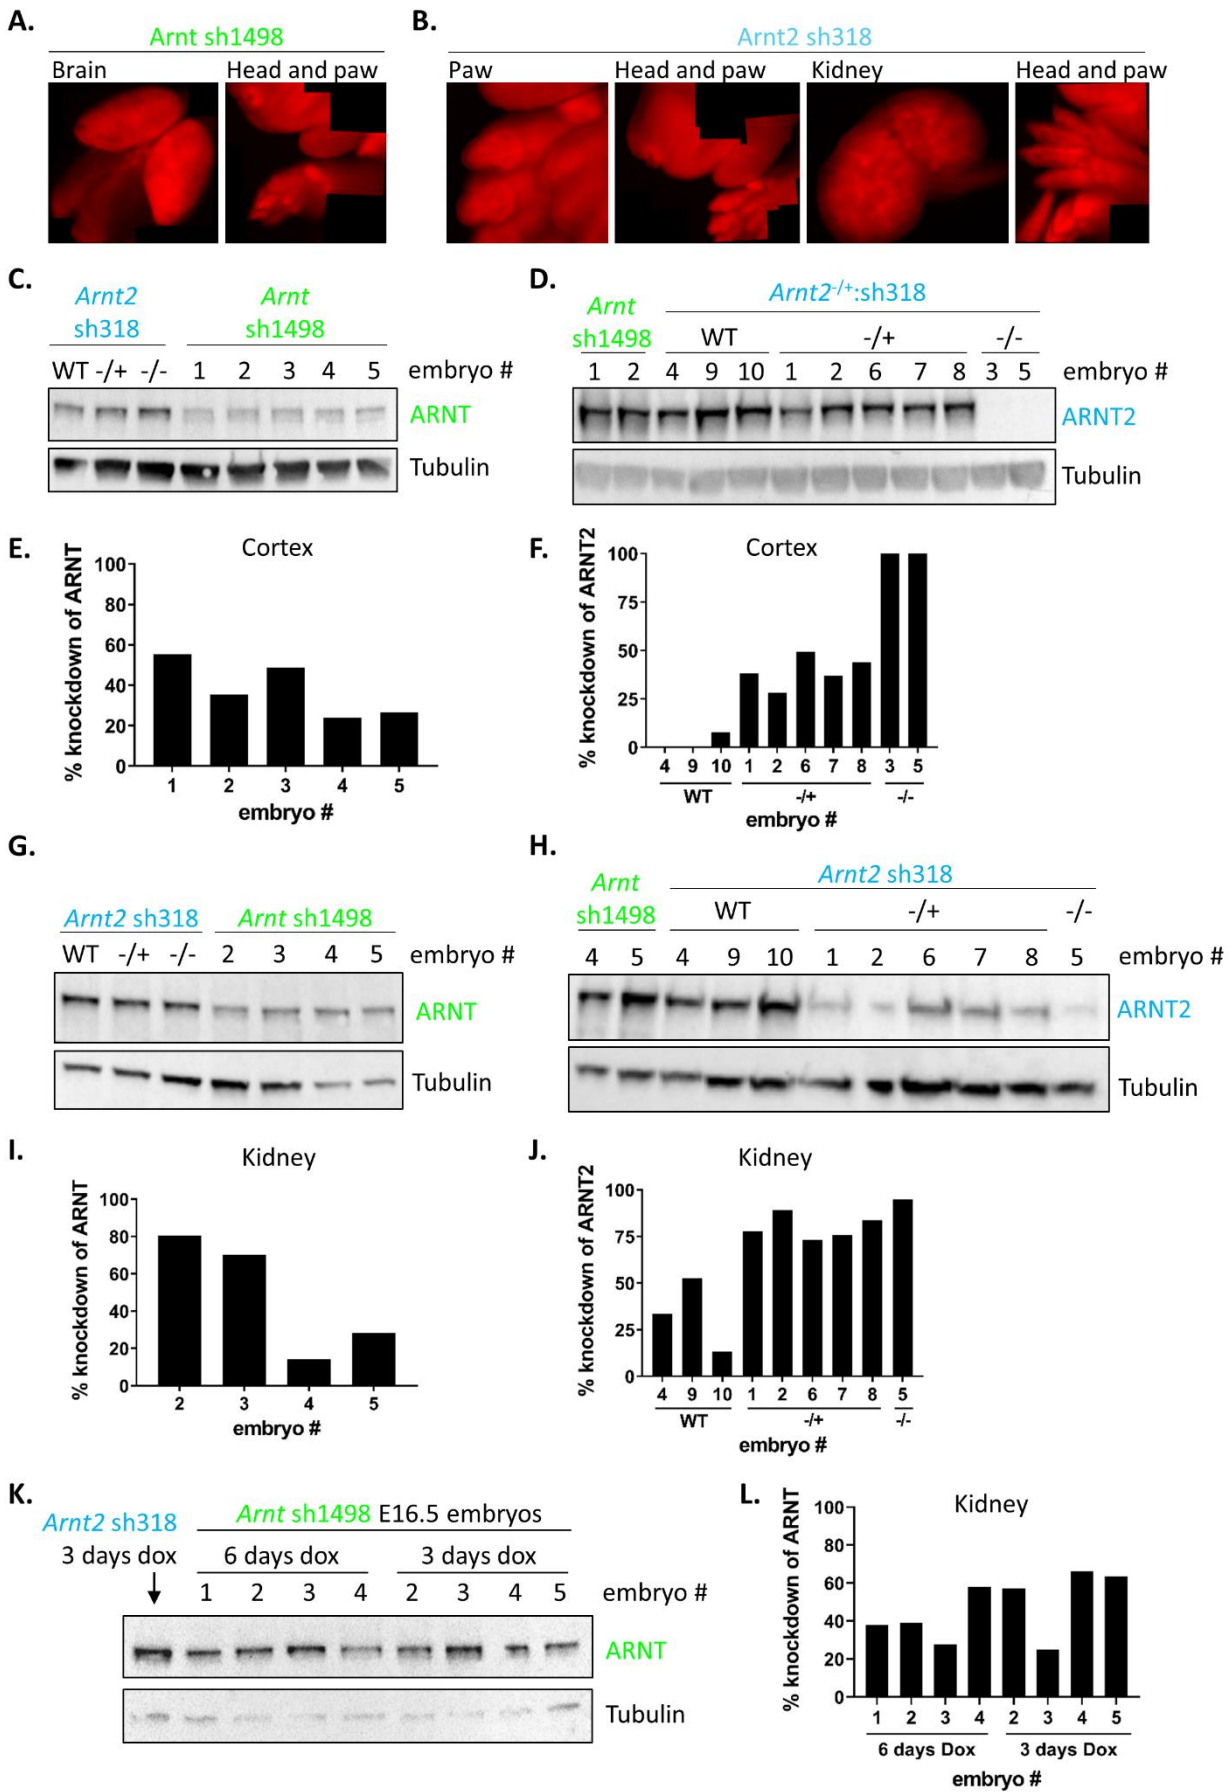 A.
Arnt sh1498
Brain
Head and paw
B.
Arnt2 sh318
Paw
Head and paw
Kidney
Head and paw
C.
Arnt2
sh318
Arnt
sh1498
WT -/+ -/- 1 2 3 4 5 embryo #
ARNT
Tubulin
D.
Arnt
sh1498
Arnt2-/+:sh318
WT -/+ -/-
1 2 4 9 10 1 2 6 7 8 3 5 embryo #
ARNT2
Tubulin
E.
Cortex
% knockdown of ARNT
100
80
60
40
20
0
1 2 3 4 5
embryo #
F.
Cortex
% knockdown of ARNT2
100
75
50
25
0
4 9 10 1 2 6 7 8 3 5
WT -/+ -/-
embryo #
G.
Arnt2 sh318 Arnt sh1498
WT -/+ -/- 2 3 4 5 embryo #
ARNT
Tubulin
H.
Arnt
sh1498
Arnt2 sh318
WT -/+ -/-
4 5 4 9 10 1 2 6 7 8 5 embryo #
ARNT2
Tubulin
I.
Kidney
% knockdown of ARNT
100
80
60
40
20
0
2 3 4 5
embryo #
J.
Kidney
% knockdown of ARNT2
100
75
50
25
0
4 9 10 1 2 6 7 8 5
WT -/+ -/-
embryo #
K.
Arnt2 sh318
3 days dox
Arnt sh1498 E16.5 embryos
6 days dox 3 days dox
1 2 3 4 2 3 4 5 embryo #
ARNT
Tubulin
L.
Kidney
% knockdown of ARNT
100
80
60
40
20
0
1 2 3 4 2 3 4 5
6 days Dox 3 days Dox
embryo #